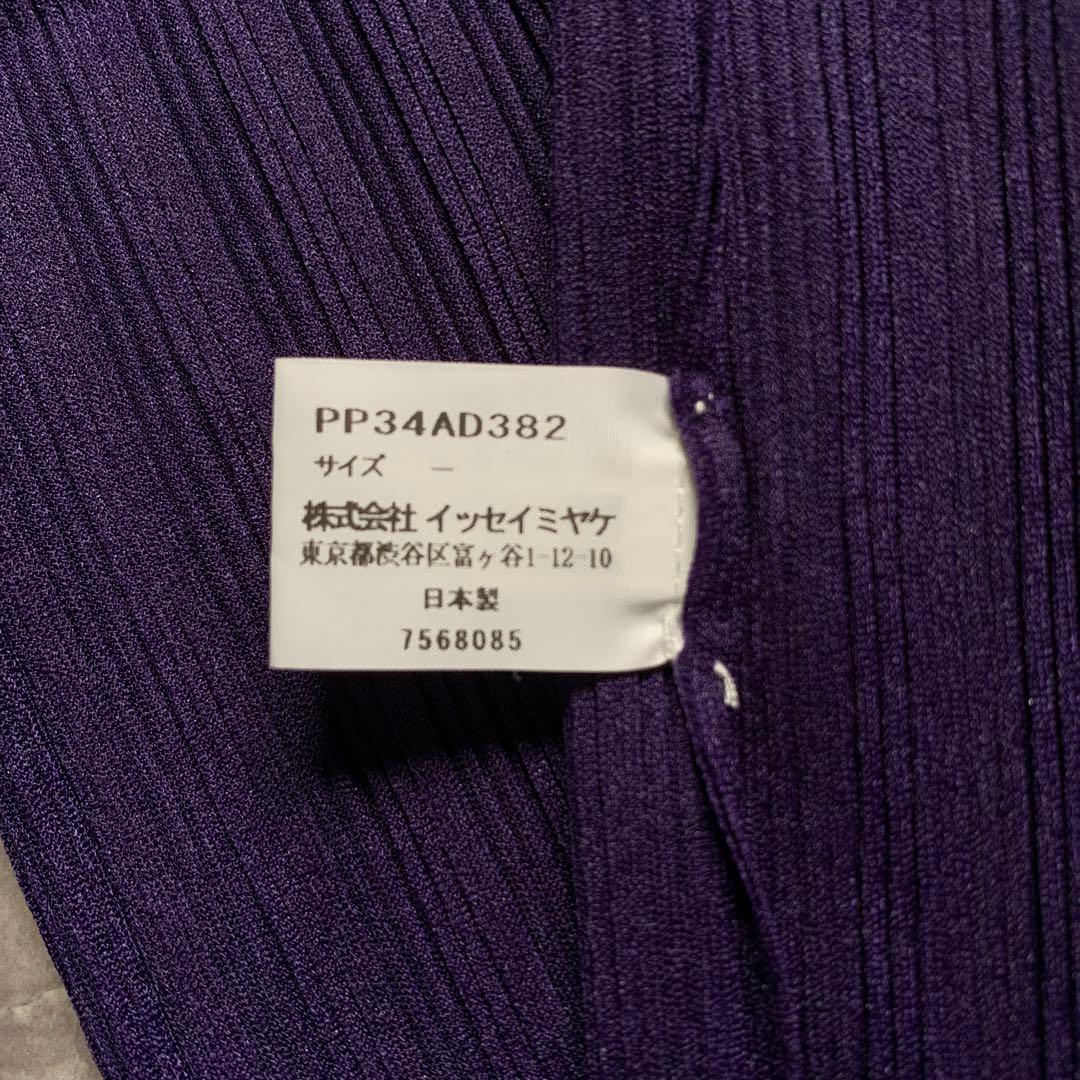 PP34AD382
サイズ －
株式会社 イッセイミヤケ
東京都渋谷区富ヶ谷1-12-10
日本製
7568085